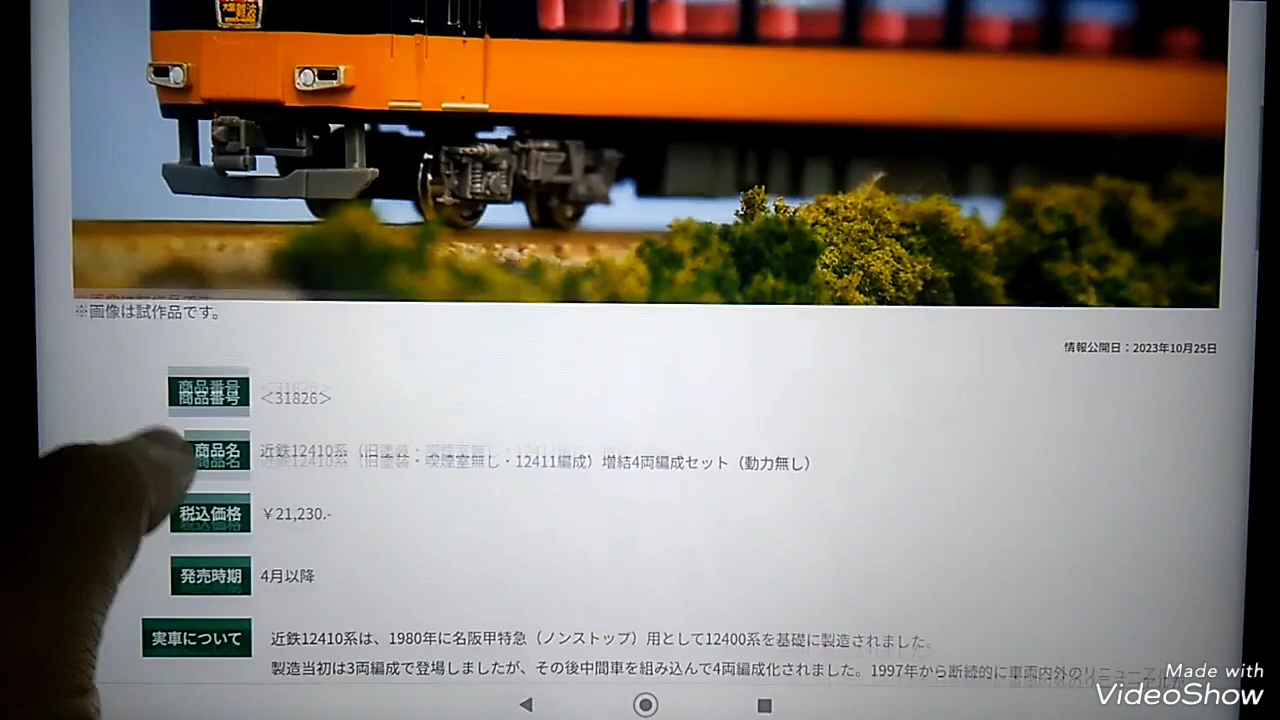 ※画像は試作品です。
情報公開日：2023年10月25日
商品番号 ＜31826＞
商品名 近鉄12410系（旧塗装・喫煙室無し・12411編成）増結4両編成セット（動力無し）
税込価格 ￥21,230.-
発売時期 4月以降
実車について 近鉄12410系は、1980年に名阪甲特急（ノンストップ）用として12400系を基礎に製造されました。
製造当初は3両編成で登場しましたが、その後中間車を組み込んで4両編成化されました。1997年から断続的に車両内外のリニューアル
Made with
VideoShow